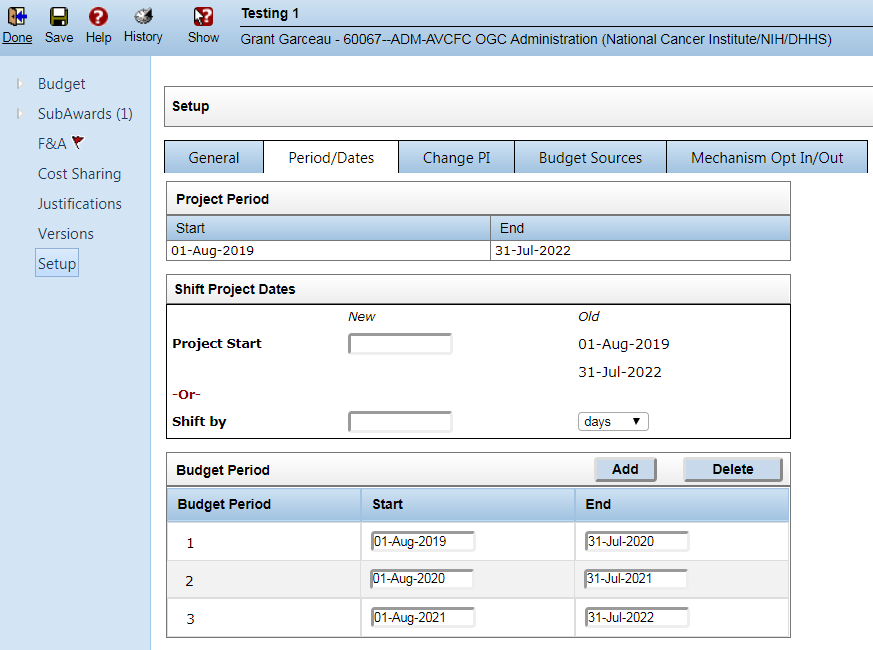 Testing 1
Done Save Help History Show
Grant Garceau - 60067--ADM-AVCFC OGC Administration (National Cancer Institute/NIH/DHHS)
Budget
SubAwards (1)
F&A
Cost Sharing
Justifications
Versions
Setup
Setup
General Period/Dates Change PI Budget Sources Mechanism Opt In/Out
Project Period
Start End
01-Aug-2019 31-Jul-2022
Shift Project Dates
New Old
Project Start 01-Aug-2019
31-Jul-2022
-Or-
Shift by days
Budget Period Add Delete
Budget Period Start End
1 01-Aug-2019 31-Jul-2020
2 01-Aug-2020 31-Jul-2021
3 01-Aug-2021 31-Jul-2022